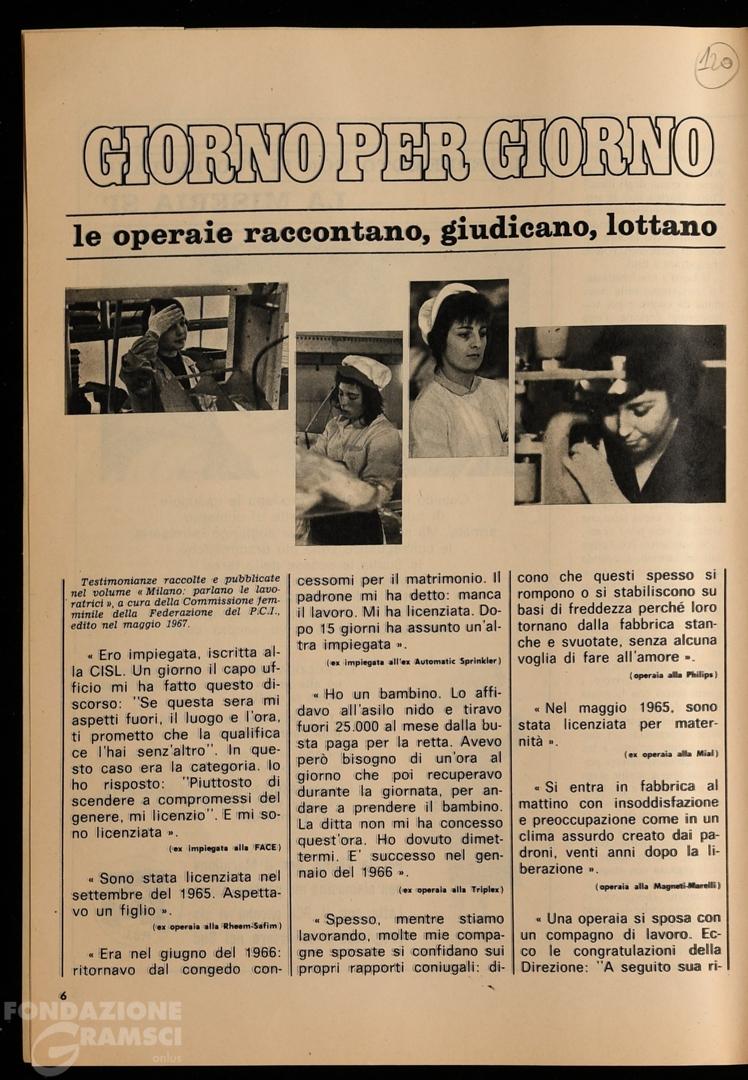 120
GIORNO PER GIORNO
le operaie raccontano, giudicano, lottano
Testimonianze raccolte e pubblicate
nel volume « Milano: parlano le lavo-
ratrici », a cura della Commissione fem-
minile della Federazione del P.C.I.,
edito nel maggio 1967.
« Ero impiegata, iscritta al-
la CISL. Un giorno il capo uf-
ficio mi ha fatto questo di-
scorso: "Se questa sera mi
aspetti fuori, il luogo e l'ora,
ti prometto che la qualifica
ce l'hai senz'altro". In que-
sto caso era la categoria. Io
ho risposto: "Piuttosto di
scendere a compromessi del
genere, mi licenzio". E mi so-
no licenziata ».
(ex impiegata alla FACE)
« Sono stata licenziata nel
settembre del 1965. Aspetta-
vo un figlio ».
(ex operaia alla Rheem-Safim)
« Era nel giugno del 1966:
ritornavo dal congedo con-
cessomi per il matrimonio. Il
padrone mi ha detto: manca
il lavoro. Mi ha licenziata. Do-
po 15 giorni ha assunto un'al-
tra impiegata ».
(ex impiegata all'ex Automatic Sprinkler)
« Ho un bambino. Lo affi-
davo all'asilo nido e tiravo
fuori 25.000 al mese dalla bu-
sta paga per la retta. Avevo
però bisogno di un'ora al
giorno che poi recuperavo
durante la giornata, per an-
dare a prendere il bambino.
La ditta non mi ha concesso
quest'ora. Ho dovuto dimet-
termi. E' successo nel gen-
naio del 1966 ».
(ex operaia alla Triplex)
« Spesso, mentre stiamo
lavorando, molte mie compa-
gne sposate si confidano sui
propri rapporti coniugali: di-
cono che questi spesso si
rompono o si stabiliscono su
basi di freddezza perché loro
tornano dalla fabbrica stan-
che e svuotate, senza alcuna
voglia di fare all'amore ».
(operaia alla Philips)
« Nel maggio 1965, sono
stata licenziata per mater-
nità ».
(ex operaia alla Mial)
« Si entra in fabbrica al
mattino con insoddisfazione
e preoccupazione come in un
clima assurdo creato dai pa-
droni, venti anni dopo la li-
berazione ».
(operaia alla Magneti-Marelli)
« Una operaia si sposa con
un compagno di lavoro. Ec-
co le congratulazioni della
Direzione: "A seguito sua ri-
6
FONDAZIONE
GRAMSCI
onlus